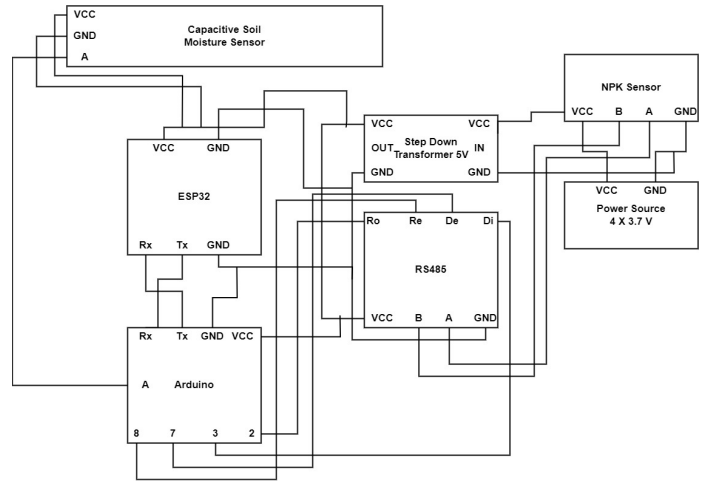 VCC
GND
A
Capacitive Soil
Moisture Sensor
NPK Sensor
VCC B A GND
VCC VCC
Step Down
OUT Transformer 5V IN
GND GND
VCC GND
ESP32
Rx Tx GND
VCC GND
Power Source
4 X 3.7 V
Ro Re De Di
RS485
VCC B A GND
Rx Tx GND VCC
A Arduino
8 7 3 2